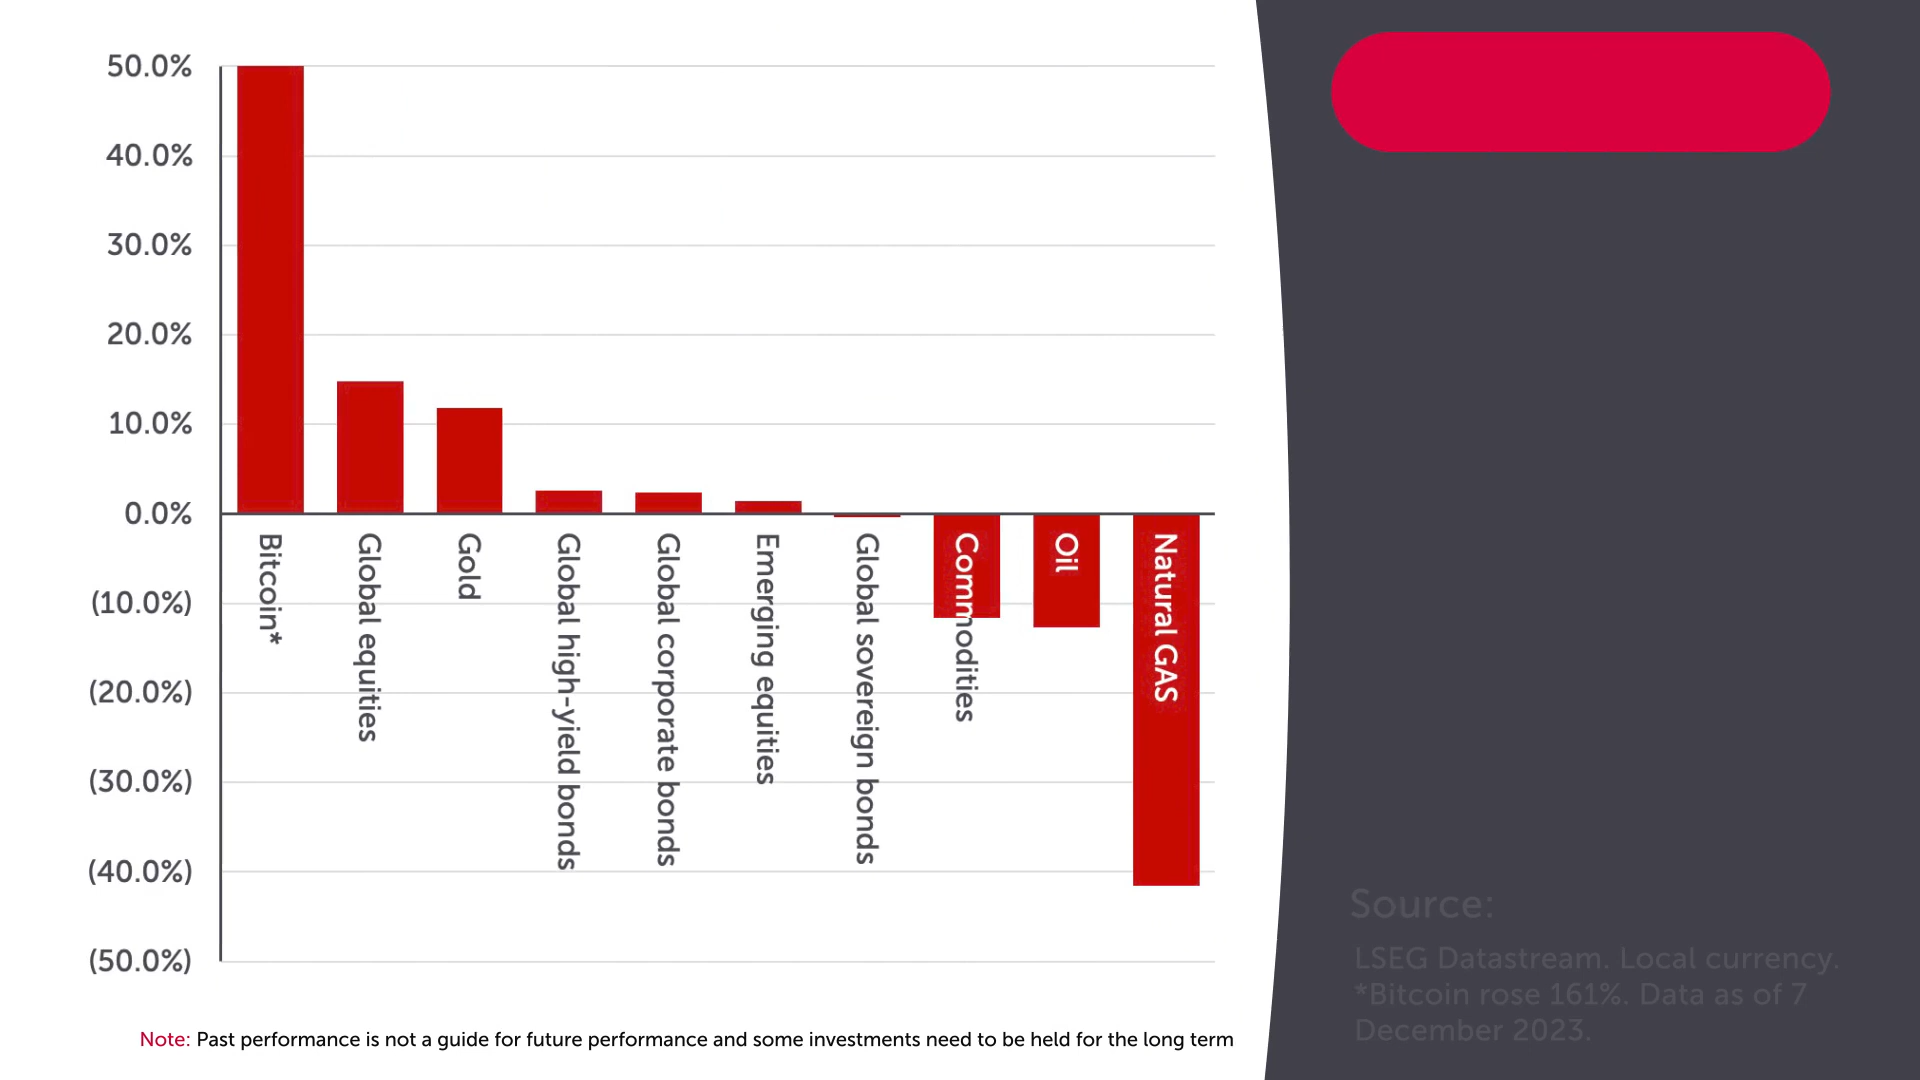 50.0%
40.0%
30.0%
20.0%
10.0%
0.0%
(10.0%)
(20.0%)
(30.0%)
(40.0%)
(50.0%)
Bitcoin*
Global equities
Gold
Global high-yield bonds
Global corporate bonds
Emerging equities
Global sovereign bonds
Commodities
Oil
Natural GAS
Note: Past performance is not a guide for future performance and some investments need to be held for the long term
Source:
LSEG Datastream. Local currency.
*Bitcoin rose 161%. Data as of 7
December 2023.